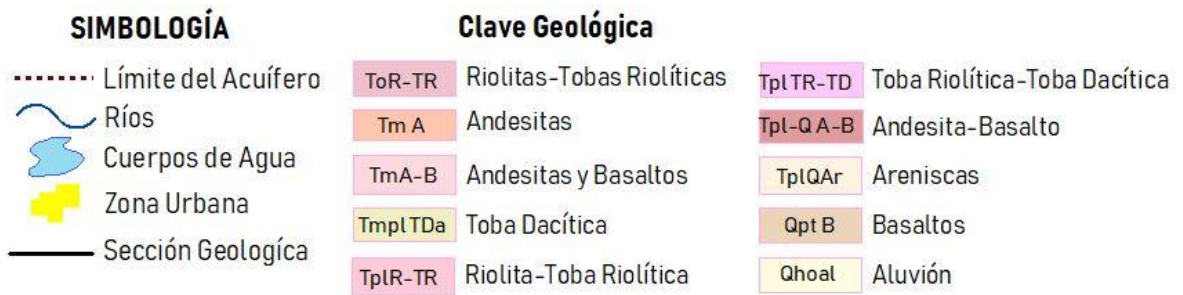 SIMBOLOGÍA
Límite del Acuífero
Ríos
Cuerpos de Agua
Zona Urbana
Sección Geologíca
Clave Geológica
ToR-TR Riolitas-Tobas Riolíticas
Tm A Andesitas
TmA-B Andesitas y Basaltos
Tmpl TDa Toba Dacítica
TplR-TR Riolita-Toba Riolítica
Tpl TR-TD Toba Riolítica-Toba Dacítica
Tpl-Q A-B Andesita-Basalto
TplQAr Areniscas
Qpt B Basaltos
Qhoal Aluvión